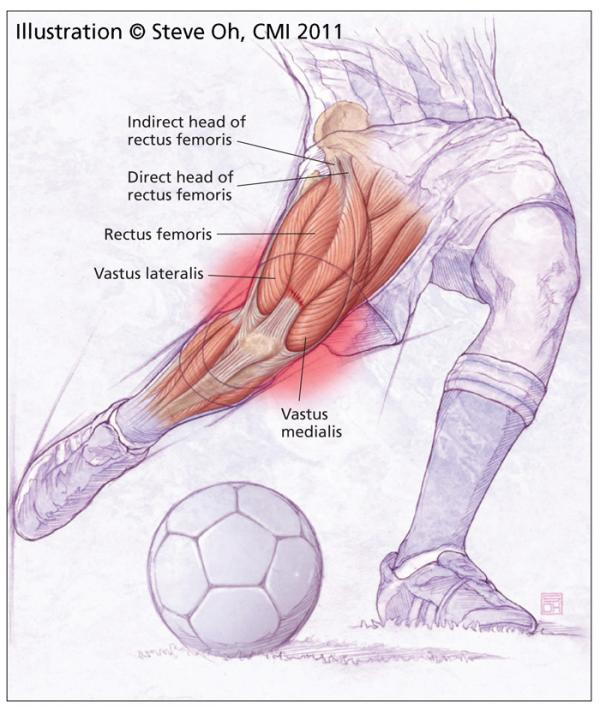 Illustration © Steve Oh, CMI 2011
Indirect head of
rectus femoris
Direct head of
rectus femoris
Rectus femoris
Vastus lateralis
Vastus
medialis